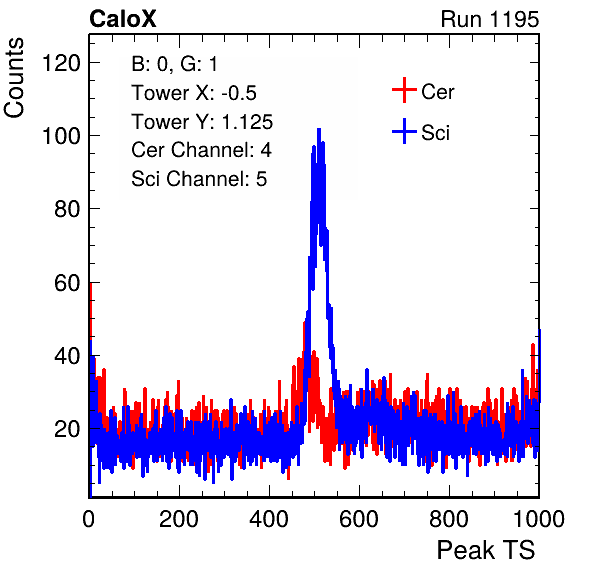 CaloX Run 1195
Counts
120
100
80
60
40
20
B: 0, G: 1
Tower X: -0.5
Tower Y: 1.125
Cer Channel: 4
Sci Channel: 5
Cer
Sci
0 200 400 600 800 1000
Peak TS